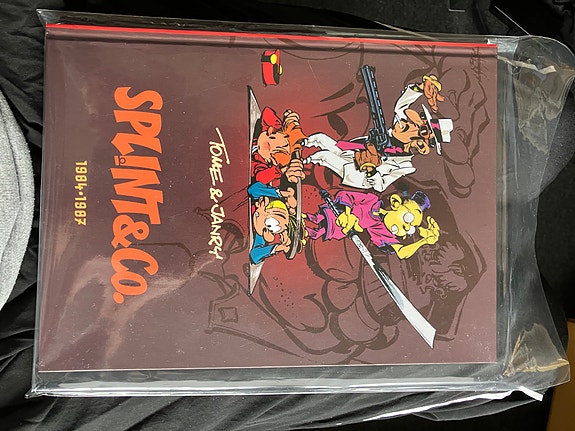 TOME & JANRY
SPLINT & Co.
1984·1987